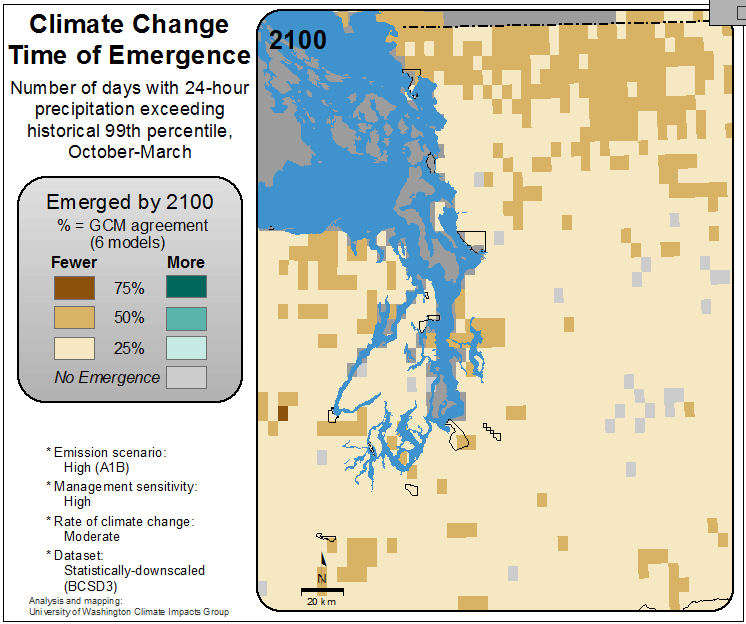 Climate Change
Time of Emergence
Number of days with 24-hour
precipitation exceeding
historical 99th percentile,
October-March
Emerged by 2100
% = GCM agreement
(6 models)
Fewer More
75%
50%
25%
No Emergence
* Emission scenario:
High (A1B)
* Management sensitivity:
High
* Rate of climate change:
Moderate
* Dataset:
Statistically-downscaled
(BCSD3)
Analysis and mapping:
University of Washington Climate Impacts Group
2100
N
20 km